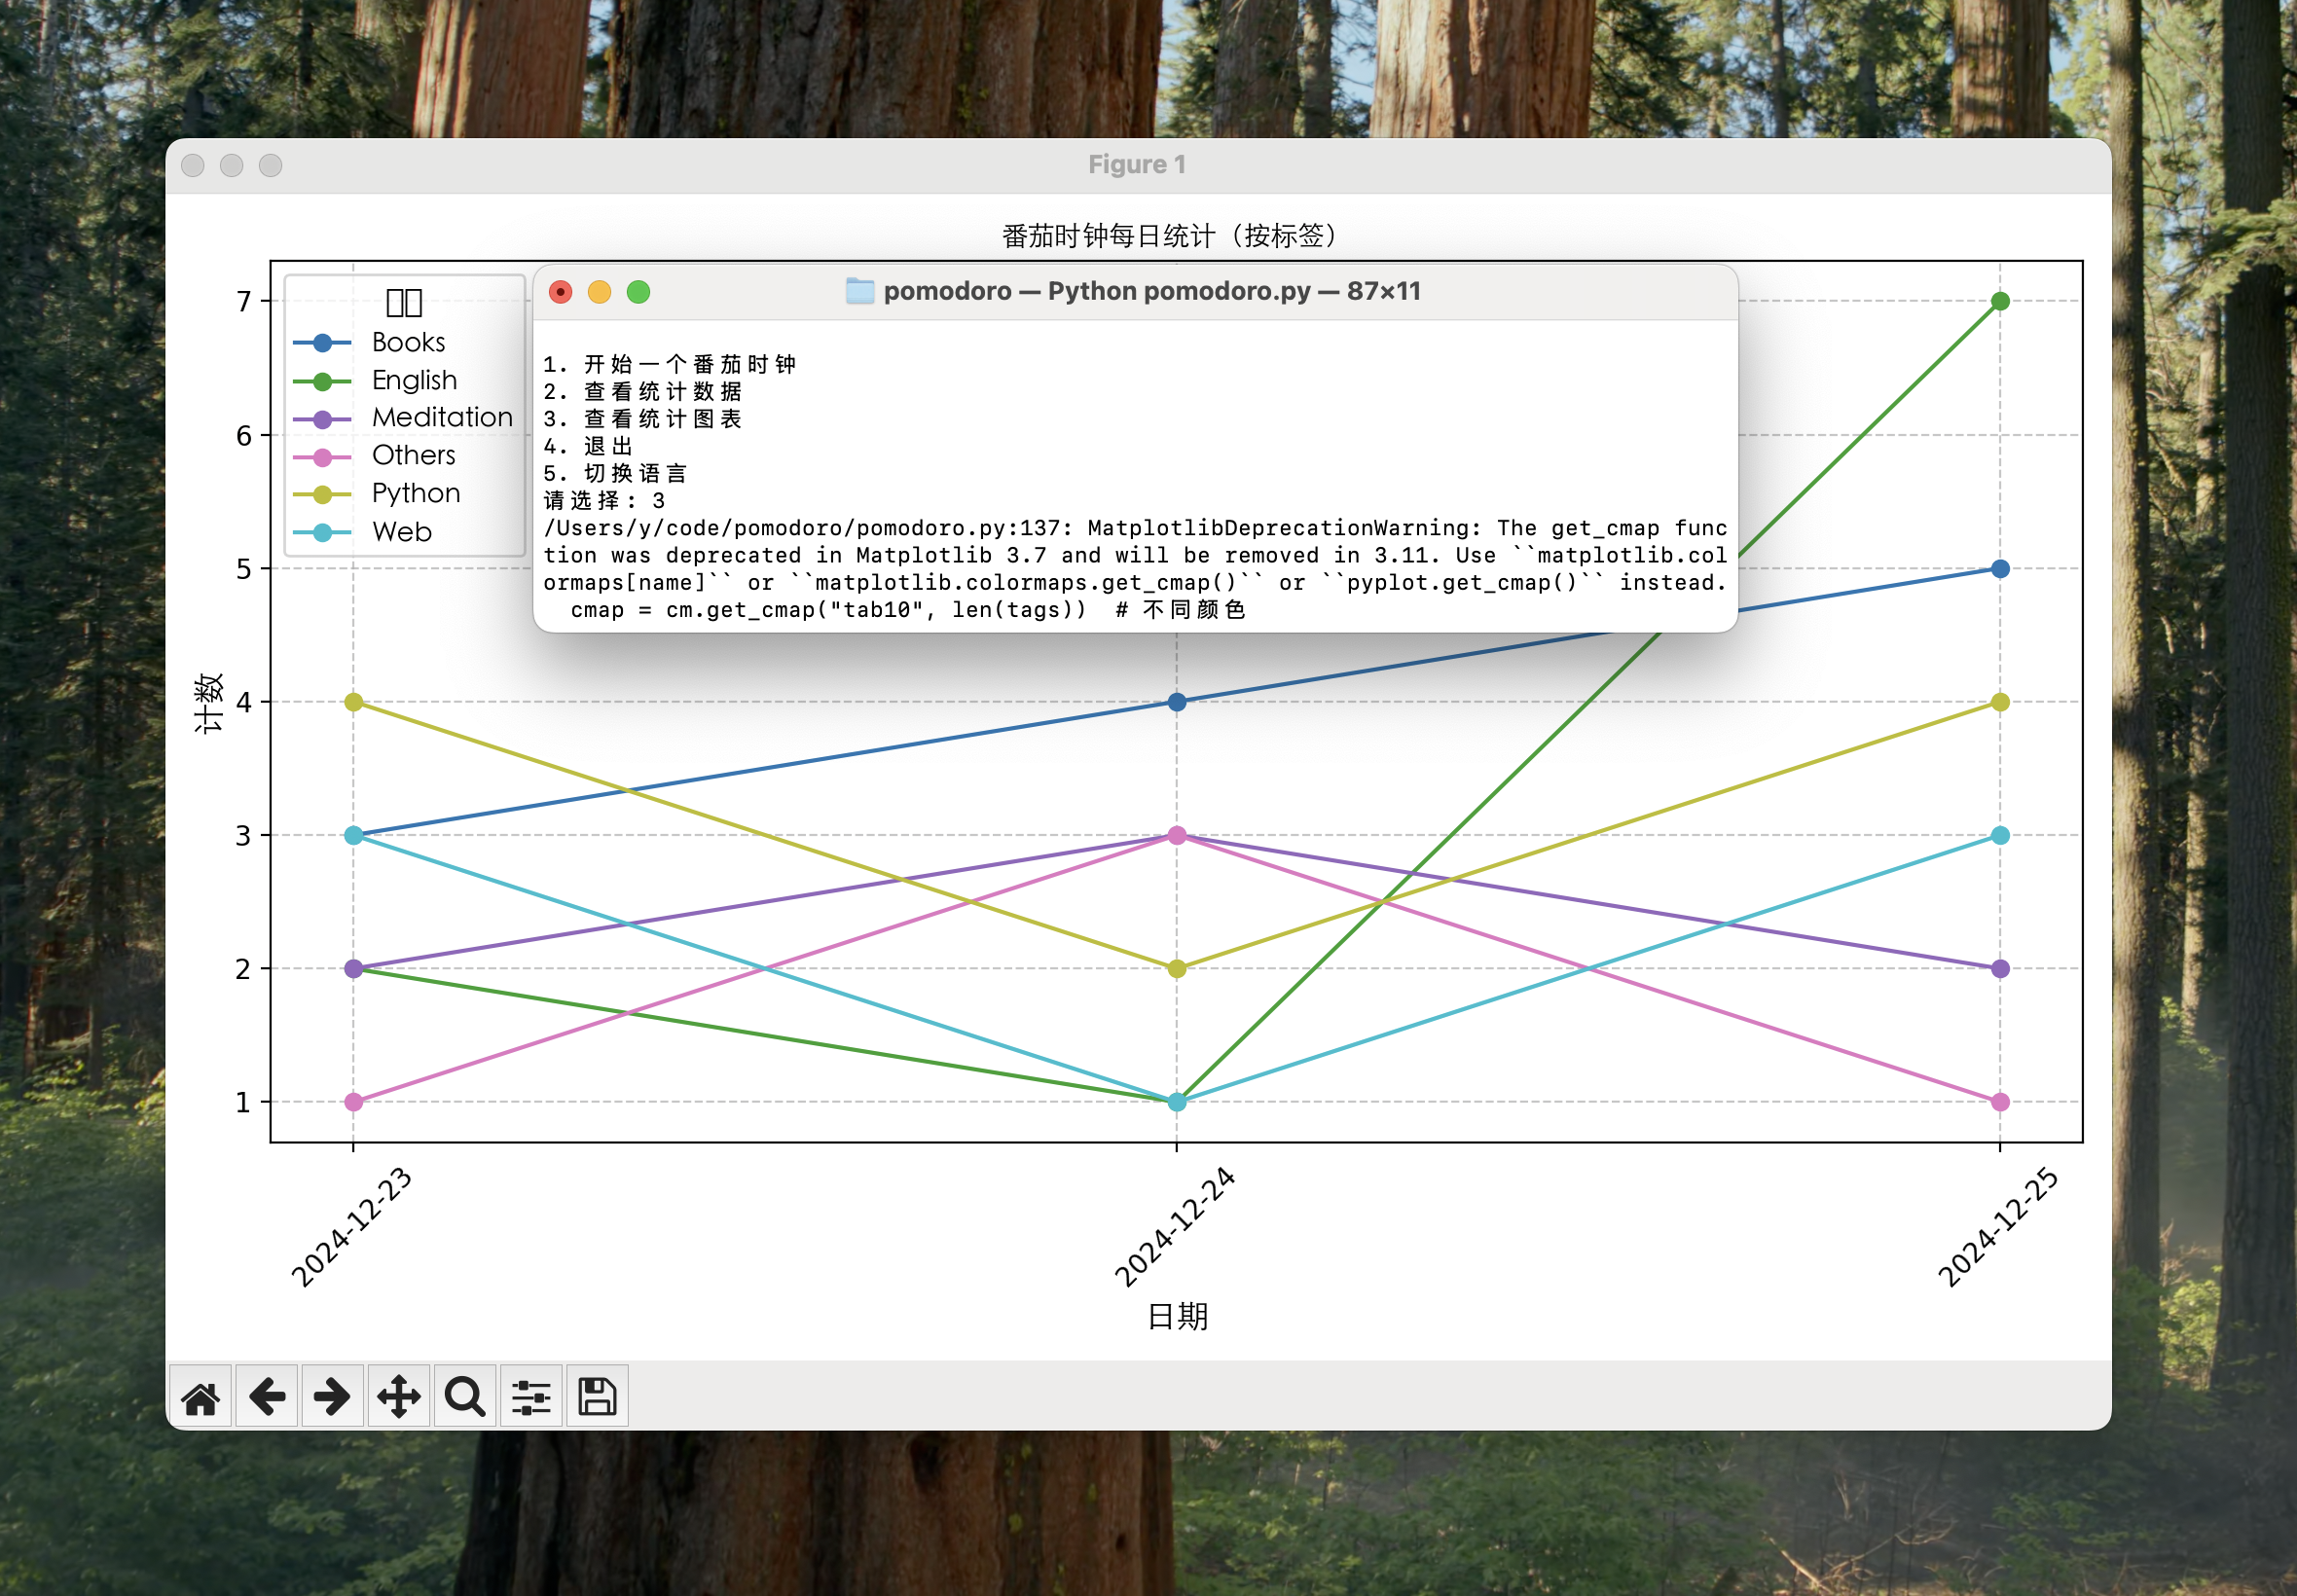 Figure 1
番茄时钟每日统计（按标签）
pomodoro — Python pomodoro.py — 87×11
1. 开始一个番茄时钟
2. 查看统计数据
3. 查看统计图表
4. 退出
5. 切换语言
请选择: 3
/Users/y/code/pomodoro/pomodoro.py:137: MatplotlibDeprecationWarning: The get_cmap func
tion was deprecated in Matplotlib 3.7 and will be removed in 3.11. Use ``matplotlib.col
ormaps[name]`` or ``matplotlib.colormaps.get_cmap()`` or ``pyplot.get_cmap()`` instead.
cmap = cm.get_cmap("tab10", len(tags))  # 不同颜色
Books
English
Meditation
Others
Python
Web
计数
7
6
5
4
3
2
1
2024-12-23
2024-12-24
2024-12-25
日期